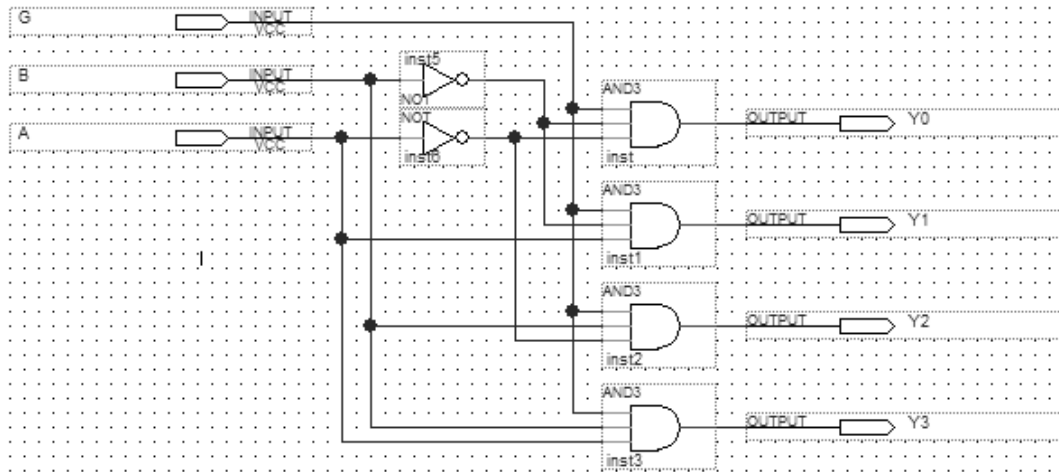 G
INPUT
VCC
B
INPUT
VCC
A
INPUT
VCC
inst5
NOT
NOT
inst6
AND3
inst
OUTPUT
Y0
AND3
inst1
OUTPUT
Y1
AND3
inst2
OUTPUT
Y2
AND3
inst3
OUTPUT
Y3